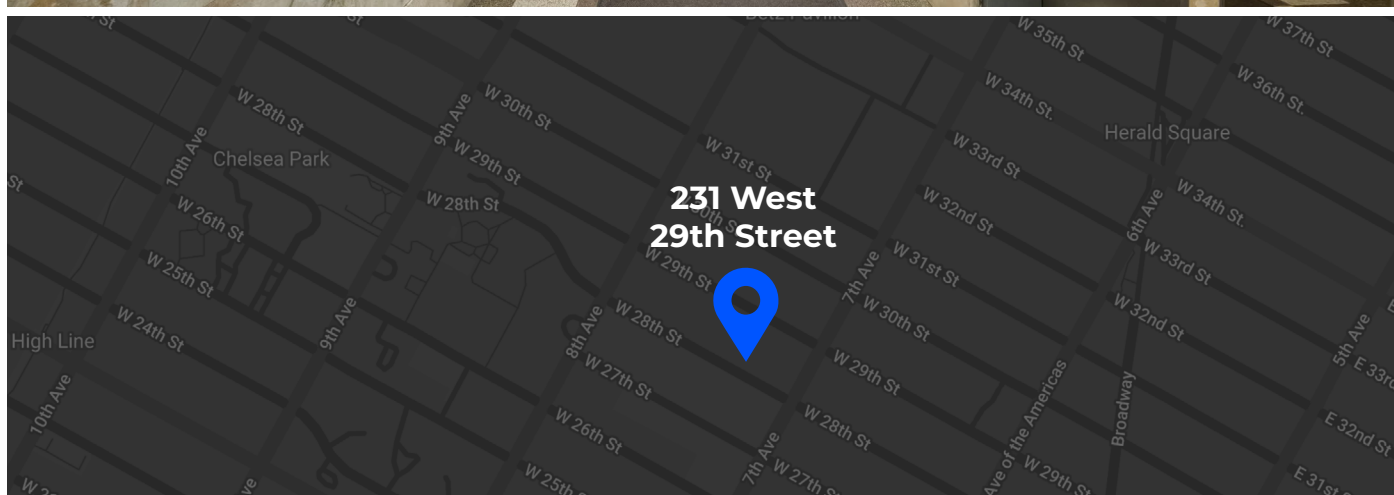 W 35th St
W 37th St
W 28th St
W 30th St
9th Ave
W 34th St.
W 36th St.
10th Ave
Chelsea Park
W 29th St
W 31st St
W 33rd St
Herald Square
W 26th St
W 28th St
231 West
29th Street
W 32nd St
6th Ave
W 34th St.
W 25th St
W 29th St
7th Ave
W 31st St
W 33rd St
High Line
W 24th St
9th Ave
8th Ave
W 28th St
W 30th St
W 32nd St
5th Ave
W 27th St
W 29th St
10th Ave
W 26th St
W 28th St
Ave of the Americas
Broadway
E 32nd St
W 25th
7th Ave
W 27th St
W 29th St